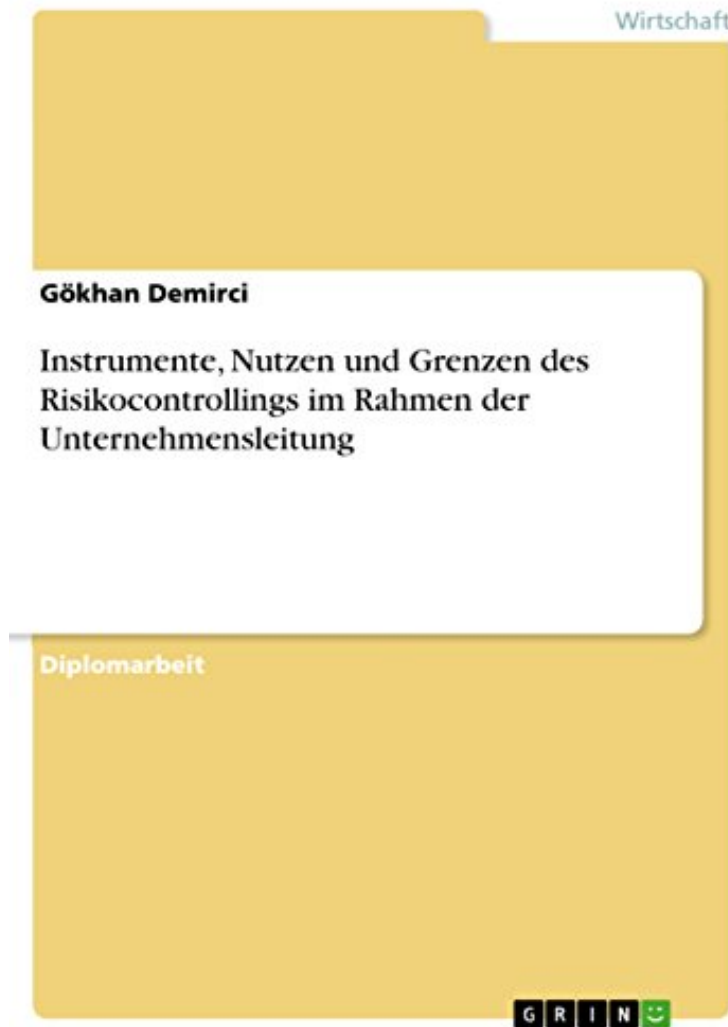 Wirtschaft
Gökhan Demirci
Instrumente, Nutzen und Grenzen des
Risikocontrollings im Rahmen der
Unternehmensleitung
Diplomarbeit
GRIN